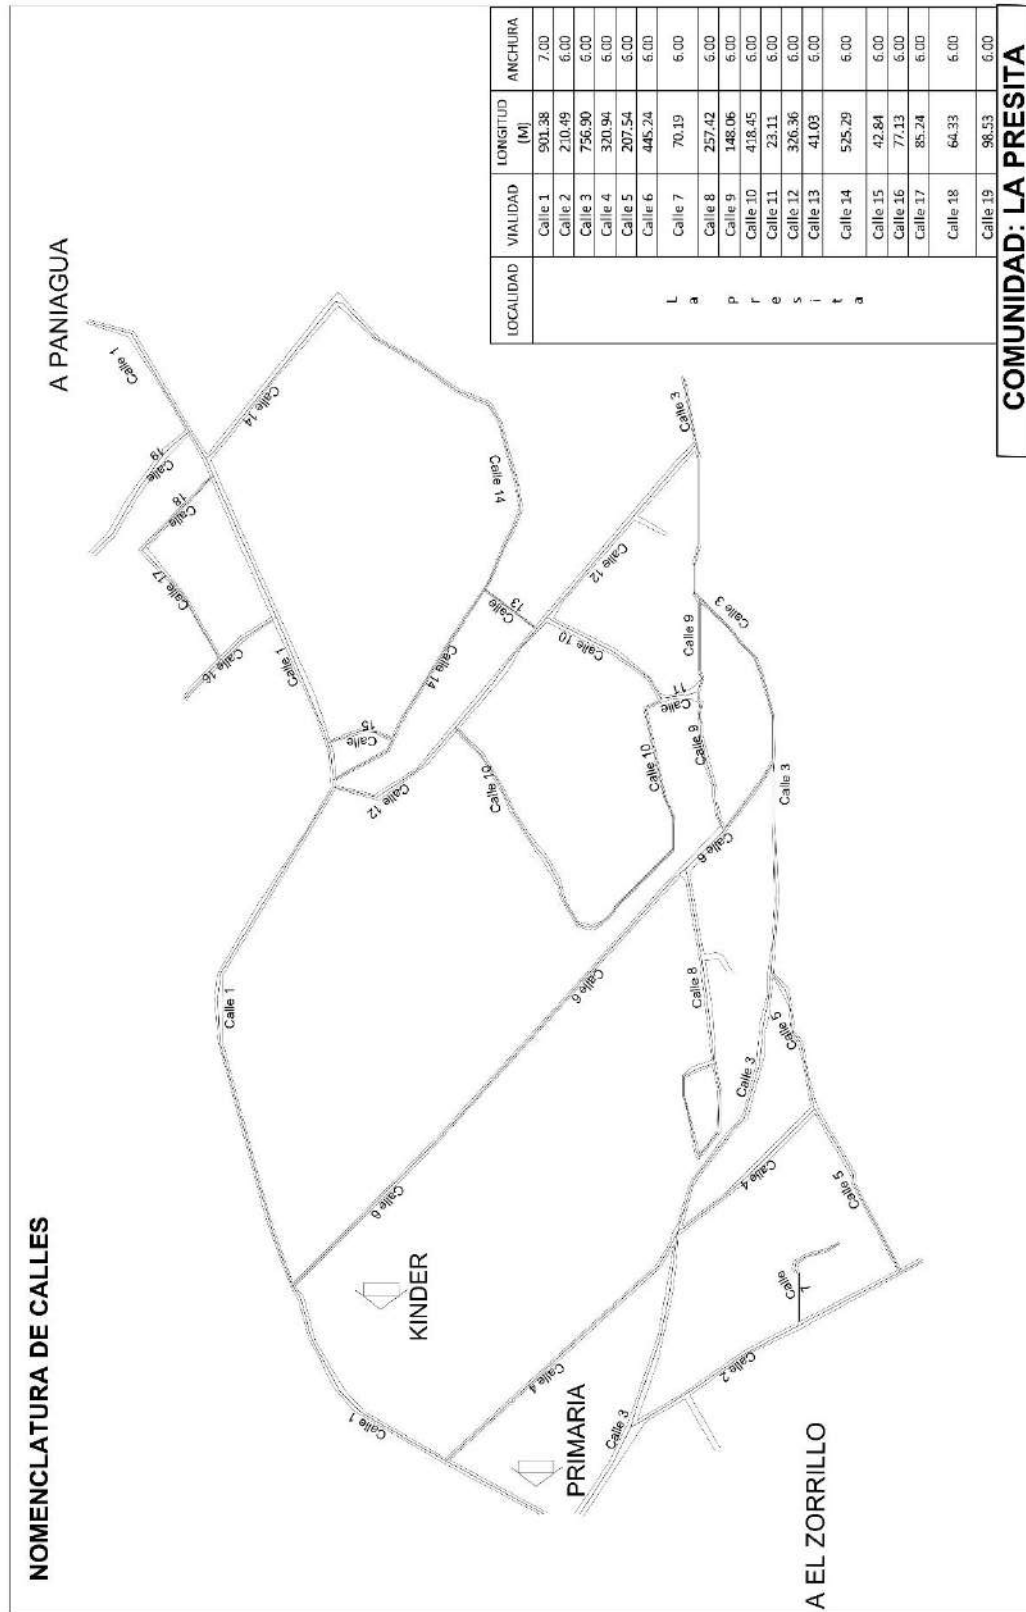 NOMENCLATURA DE CALLES
A PANIAGUA
Calle 1
Calle 19
Calle 18
Calle 17
Calle 16
Calle 1
Calle 14
Calle 14
Calle 14
Calle 15
Calle 13
Calle 12
Calle 12
Calle 3
Calle 10
Calle 10
Calle 10
Calle 11
Calle 9
Calle 9
Calle 3
Calle 3
Calle 1
Calle 6
Calle 6
Calle 6
Calle 8
Calle 3
Calle 5
Calle 5
Calle 4
Calle 4
Calle 7
Calle 2
Calle 3
Calle 1
KINDER
PRIMARIA
A EL ZORRILLO
LOCALIDAD VIALIDAD LONGITUD (M) ANCHURA
La Presita
Calle 1 901.38 7.00
Calle 2 210.49 6.00
Calle 3 756.90 6.00
Calle 4 320.94 6.00
Calle 5 207.54 6.00
Calle 6 445.24 6.00
Calle 7 70.19 6.00
Calle 8 257.42 6.00
Calle 9 148.06 6.00
Calle 10 418.45 6.00
Calle 11 23.11 6.00
Calle 12 326.36 6.00
Calle 13 41.03 6.00
Calle 14 525.29 6.00
Calle 15 42.84 6.00
Calle 16 77.13 6.00
Calle 17 85.24 6.00
Calle 18 64.33 6.00
Calle 19 98.53 6.00
COMUNIDAD: LA PRESITA